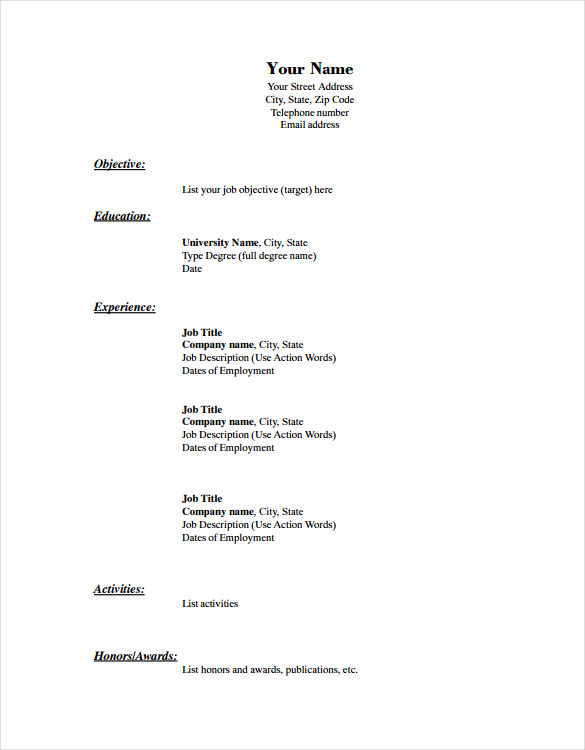 Your Name
Your Street Address
City, State, Zip Code
Telephone number
Email address
Objective:
List your job objective (target) here
Education:
University Name, City, State
Type Degree (full degree name)
Date
Experience:
Job Title
Company name, City, State
Job Description (Use Action Words)
Dates of Employment
Job Title
Company name, City, State
Job Description (Use Action Words)
Dates of Employment
Job Title
Company name, City, State
Job Description (Use Action Words)
Dates of Employment
Activities:
List activities
Honors/Awards:
List honors and awards, publications, etc.